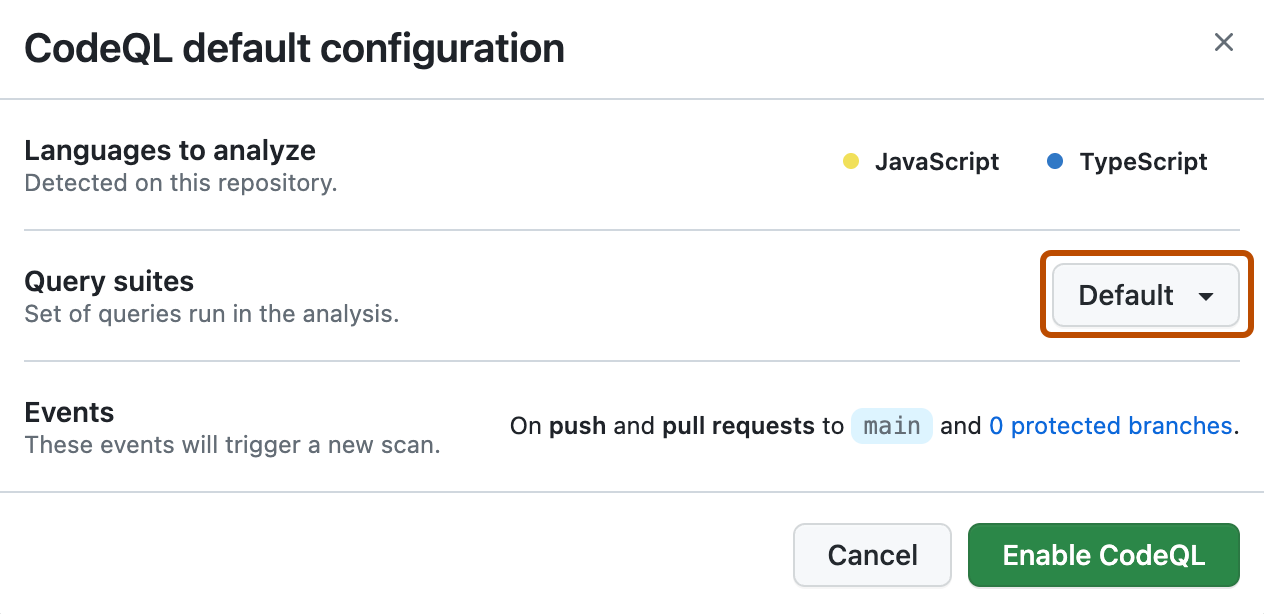 CodeQL default configuration
Languages to analyze
Detected on this repository.
JavaScript TypeScript
Query suites
Set of queries run in the analysis.
Default
Events
These events will trigger a new scan.
On push and pull requests to main and 0 protected branches.
Cancel Enable CodeQL